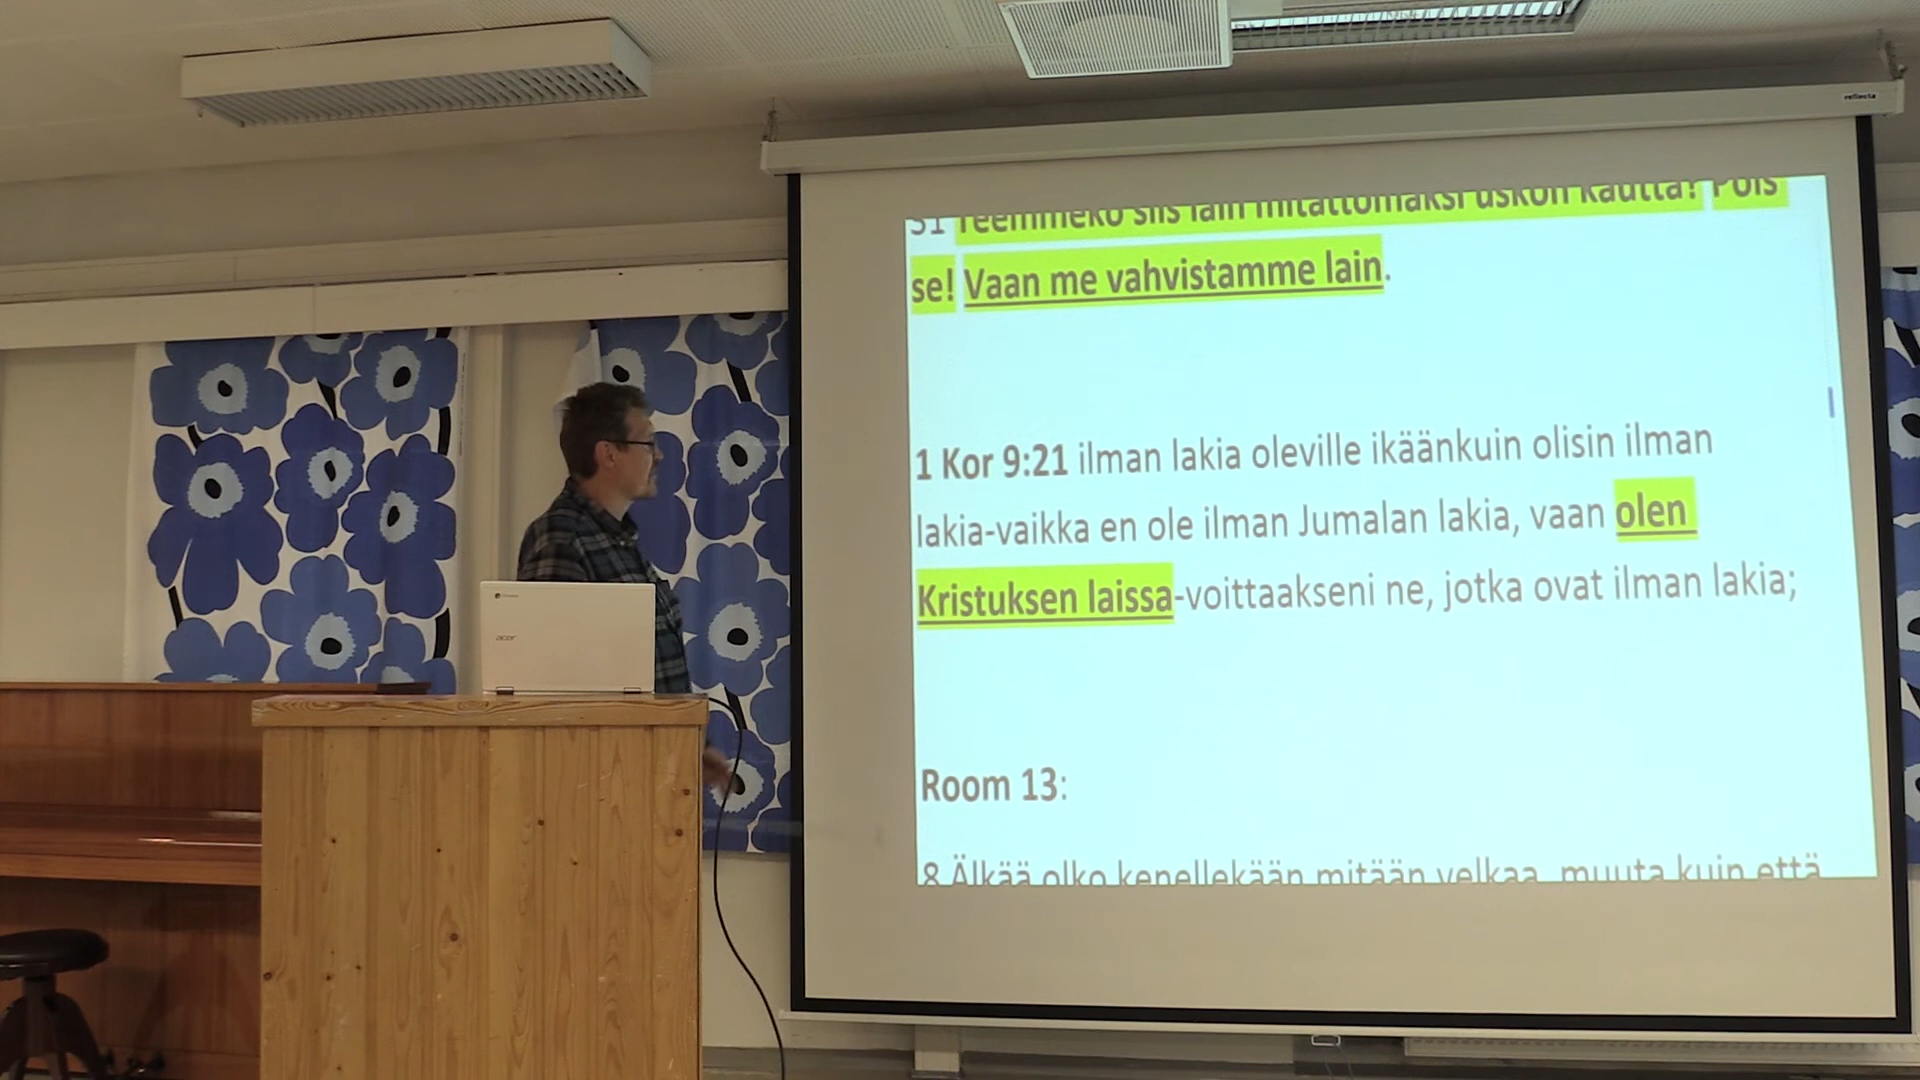 reflecta
31 Teemmekö siis lain mitättömäksi uskon kautta? Pois
se! Vaan me vahvistamme lain.
1 Kor 9:21 ilman lakia oleville ikäänkuin olisin ilman
lakia-vaikka en ole ilman Jumalan lakia, vaan olen
Kristuksen laissa-voittaakseni ne, jotka ovat ilman lakia;
Room 13:
8 Älkää olko kenellekään mitään velkaa, muuta kuin että
acer